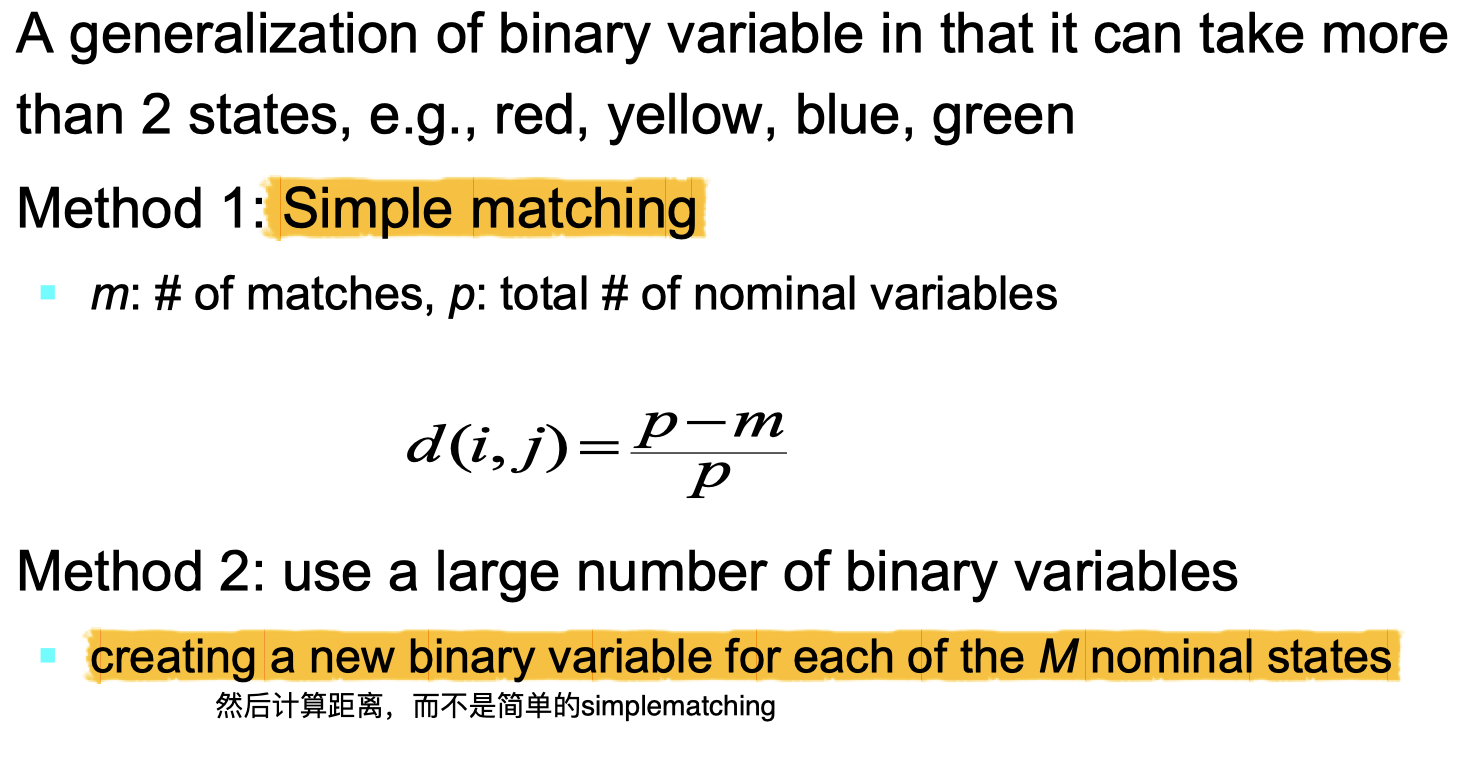 A generalization of binary variable in that it can take more
than 2 states, e.g., red, yellow, blue, green
Method 1: Simple matching
▪ m: # of matches, p: total # of nominal variables
d(i, j) = \frac{p - m}{p}
Method 2: use a large number of binary variables
▪ creating a new binary variable for each of the M nominal states
然后计算距离，而不是简单的simplematching